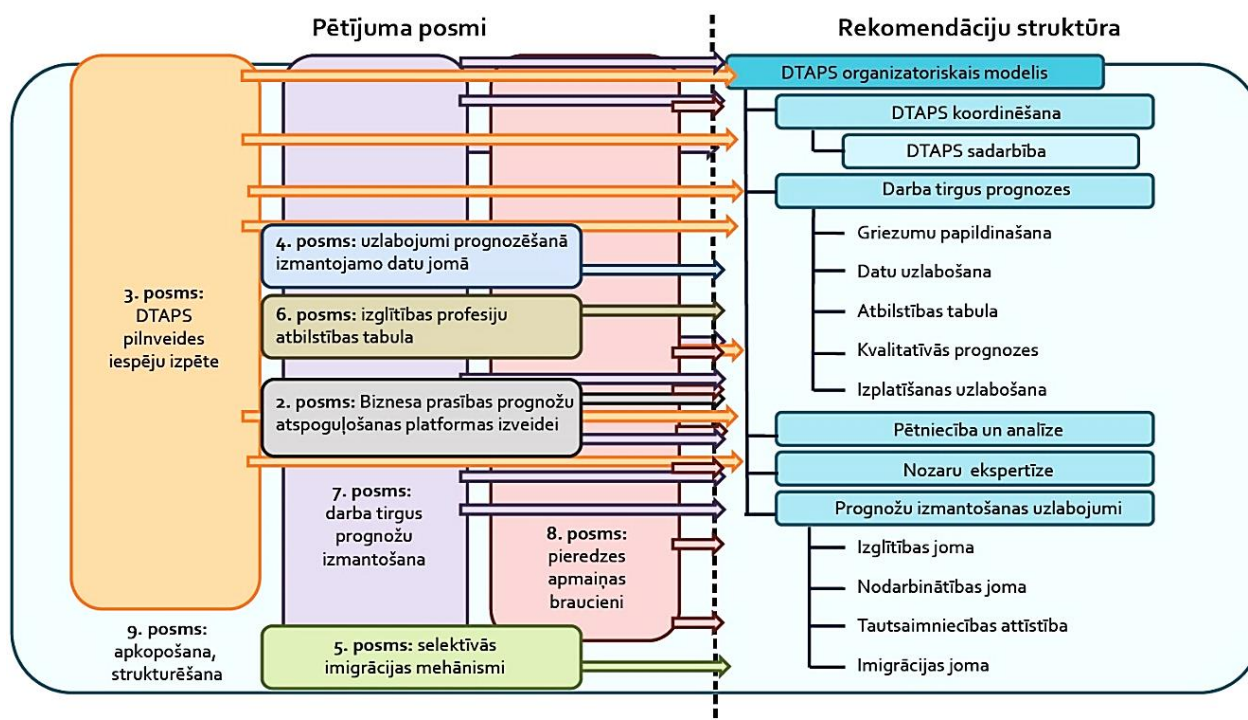 Pētījuma posmi
Rekomendāciju struktūra
3. posms:
DTAPS
pilnveides
iespēju izpēte
4. posms: uzlabojumi prognozēšanā
izmantojamo datu jomā
6. posms: izglītības profesiju
atbilstības tabula
2. posms: Biznesa prasības prognožu
atspoguļošanas platformas izveidei
7. posms:
darba tirgus
prognožu
izmantošana
8. posms:
pieredzes
apmaiņas
braucieni
9. posms:
apkopošana,
strukturēšana
5. posms: selektīvās
imigrācijas mehānismi
DTAPS organizatoriskais modelis
DTAPS koordinēšana
DTAPS sadarbība
Darba tirgus prognozes
Griezumu papildinašana
Datu uzlabošana
Atbilstības tabula
Kvalitatīvās prognozes
Izplatīšanas uzlabošana
Pētniecība un analīze
Nozaru ekspertīze
Prognožu izmantošanas uzlabojumi
Izglītības joma
Nodarbinātības joma
Tautsaimniecības attīstība
Imigrācijas joma